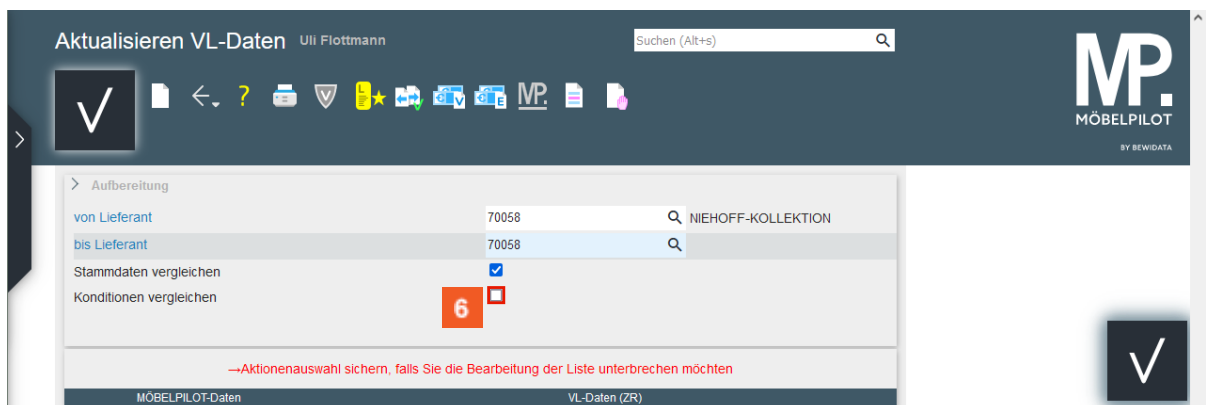 Aktualisieren VL-Daten Uli Flottmann
Suchen (Alt+s)
MP.
MÖBELPILOT
BY BEWIDATA
? V L V E MP.
Aufbereitung
von Lieferant 70058 NIEHOFF-KOLLEKTION
bis Lieferant 70058
Stammdaten vergleichen
Konditionen vergleichen
6
→Aktionenauswahl sichern, falls Sie die Bearbeitung der Liste unterbrechen möchten
MÖBELPILOT-Daten VL-Daten (ZR)